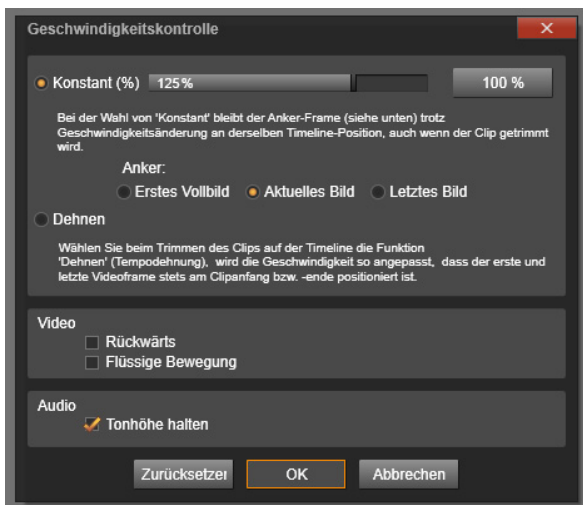 Geschwindigkeitskontrolle
Konstant (%) 125% 100 %
Bei der Wahl von 'Konstant' bleibt der Anker-Frame (siehe unten) trotz
Geschwindigkeitsänderung an derselben Timeline-Position, auch wenn der Clip getrimmt
wird.
Anker:
Erstes Vollbild Aktuelles Bild Letztes Bild
Dehnen
Wählen Sie beim Trimmen des Clips auf der Timeline die Funktion
'Dehnen' (Tempodehnung), wird die Geschwindigkeit so angepasst, dass der erste und
letzte Videoframe stets am Clipanfang bzw. -ende positioniert ist.
Video
Rückwärts
Flüssige Bewegung
Audio
Tonhöhe halten
Zurücksetzer OK Abbrechen